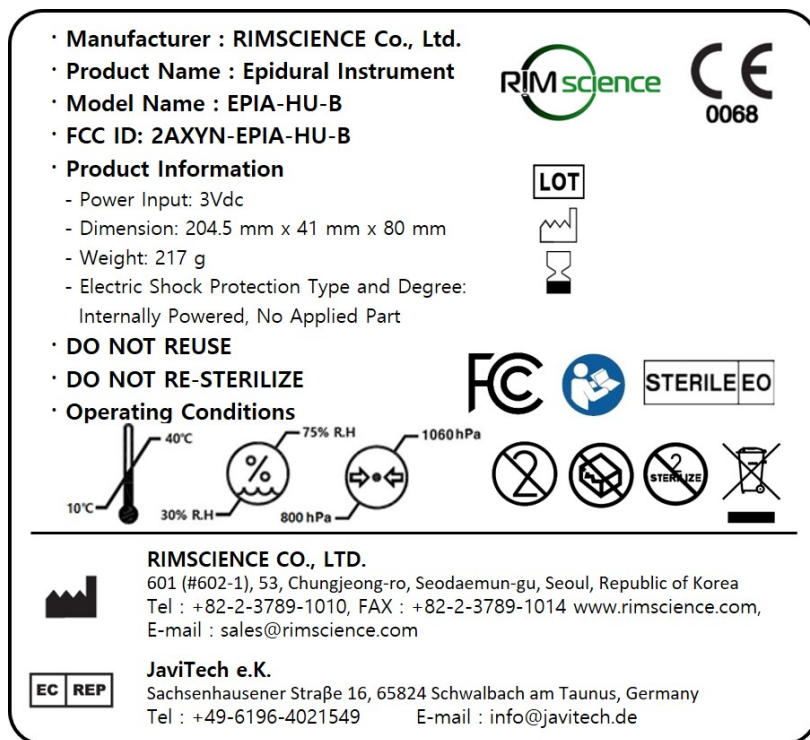 · Manufacturer : RIMSCIENCE Co., Ltd.
· Product Name : Epidural Instrument
· Model Name : EPIA-HU-B
· FCC ID: 2AXYN-EPIA-HU-B
· Product Information
- Power Input: 3Vdc
- Dimension: 204.5 mm x 41 mm x 80 mm
- Weight: 217 g
- Electric Shock Protection Type and Degree:
Internally Powered, No Applied Part
· DO NOT REUSE
· DO NOT RE-STERILIZE
· Operating Conditions
RIMscience
CE
0068
LOT
FC
STERILE EO
40℃
10℃
%
75% R.H
30% R.H
1060 hPa
800 hPa
2
2
STERILIZE
RIMSCIENCE CO., LTD.
601 (#602-1), 53, Chungjeong-ro, Seodaemun-gu, Seoul, Republic of Korea
Tel : +82-2-3789-1010, FAX : +82-2-3789-1014 www.rimscience.com,
E-mail : sales@rimscience.com
EC REP
JaviTech e.K.
Sachsenhausener Straβe 16, 65824 Schwalbach am Taunus, Germany
Tel : +49-6196-4021549 E-mail : info@javitech.de